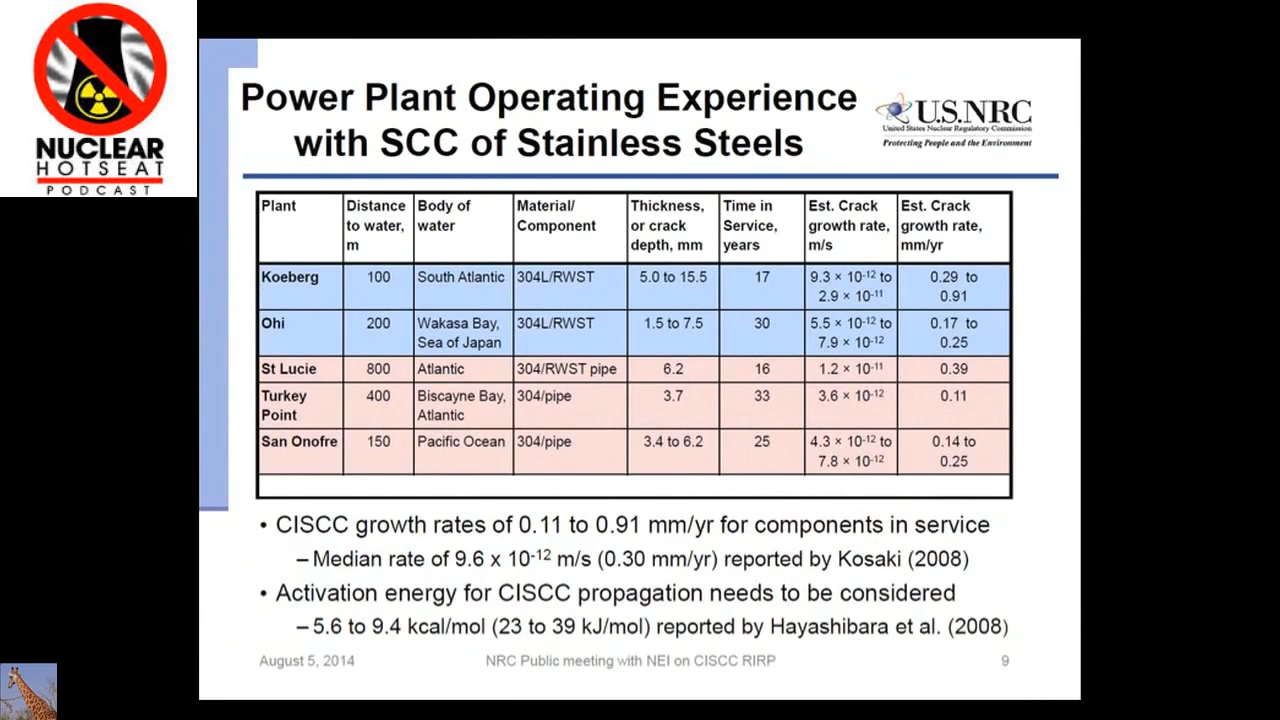 NUCLEAR
HOTSEAT
PODCAST
Power Plant Operating Experience
with SCC of Stainless Steels
U.S.NRC
United States Nuclear Regulatory Commission
Protecting People and the Environment
Plant | Distance to water, m | Body of water | Material/ Component | Thickness, or crack depth, mm | Time in Service, years | Est. Crack growth rate, m/s | Est. Crack growth rate, mm/yr
Koeberg | 100 | South Atlantic | 304L/RWST | 5.0 to 15.5 | 17 | 9.3 × 10⁻¹² to 2.9 × 10⁻¹¹ | 0.29 to 0.91
Ohi | 200 | Wakasa Bay, Sea of Japan | 304L/RWST | 1.5 to 7.5 | 30 | 5.5 × 10⁻¹² to 7.9 × 10⁻¹² | 0.17 to 0.25
St Lucie | 800 | Atlantic | 304/RWST pipe | 6.2 | 16 | 1.2 × 10⁻¹¹ | 0.39
Turkey Point | 400 | Biscayne Bay, Atlantic | 304/pipe | 3.7 | 33 | 3.6 × 10⁻¹² | 0.11
San Onofre | 150 | Pacific Ocean | 304/pipe | 3.4 to 6.2 | 25 | 4.3 × 10⁻¹² to 7.8 × 10⁻¹² | 0.14 to 0.25
• CISCC growth rates of 0.11 to 0.91 mm/yr for components in service
– Median rate of 9.6 x 10⁻¹² m/s (0.30 mm/yr) reported by Kosaki (2008)
• Activation energy for CISCC propagation needs to be considered
– 5.6 to 9.4 kcal/mol (23 to 39 kJ/mol) reported by Hayashibara et al. (2008)
August 5, 2014
NRC Public meeting with NEI on CISCC RIRP
9